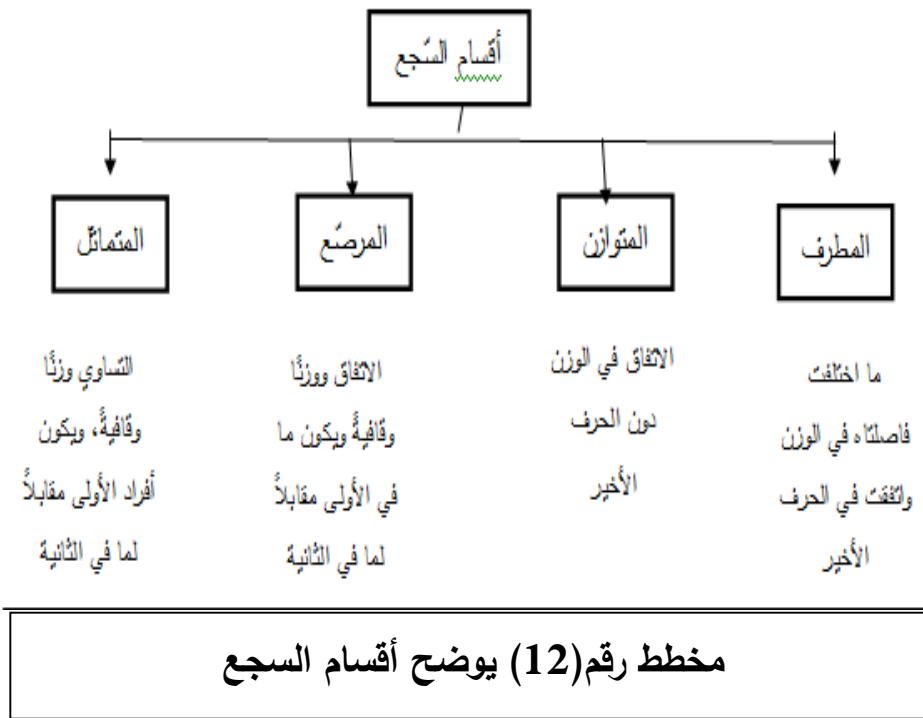 أقسام السّجع
المطرف
المتوازن
المرصّع
المتماثل
ما اختلفت
فاصلتاه في الوزن
واتفقت في الحرف
الأخير
الاتفاق في الوزن
دون الحرف
الأخير
الاتفاق ووزنًا
وقافيةً ويكون ما
في الأولى مقابلاً
لما في الثانية
التساوي وزنًا
وقافيةً، ويكون
أفراد الأولى مقابلاً
لما في الثانية
مخطط رقم(12) يوضح أقسام السجع